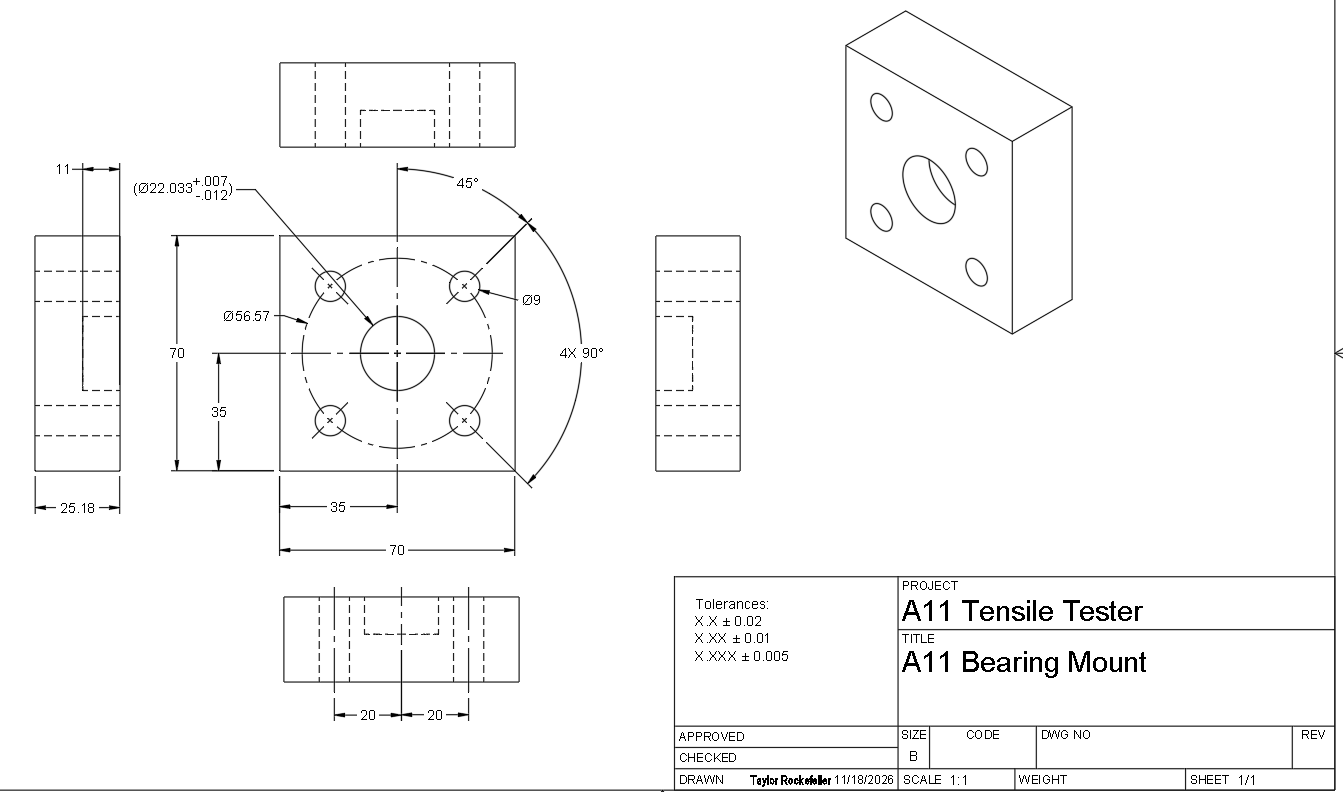 11
(Ø22.033 +.007 -.012)
45°
Ø9
Ø56.57
70
4X 90°
35
25.18
35
70
20
20
Tolerances:
X.X ± 0.02
X.XX ± 0.01
X.XXX ± 0.005
PROJECT
A11 Tensile Tester
TITLE
A11 Bearing Mount
APPROVED
CHECKED
DRAWN Taylor Rockefeller 11/18/2026
SIZE
B
CODE
DWG NO
REV
SCALE 1:1
WEIGHT
SHEET 1/1